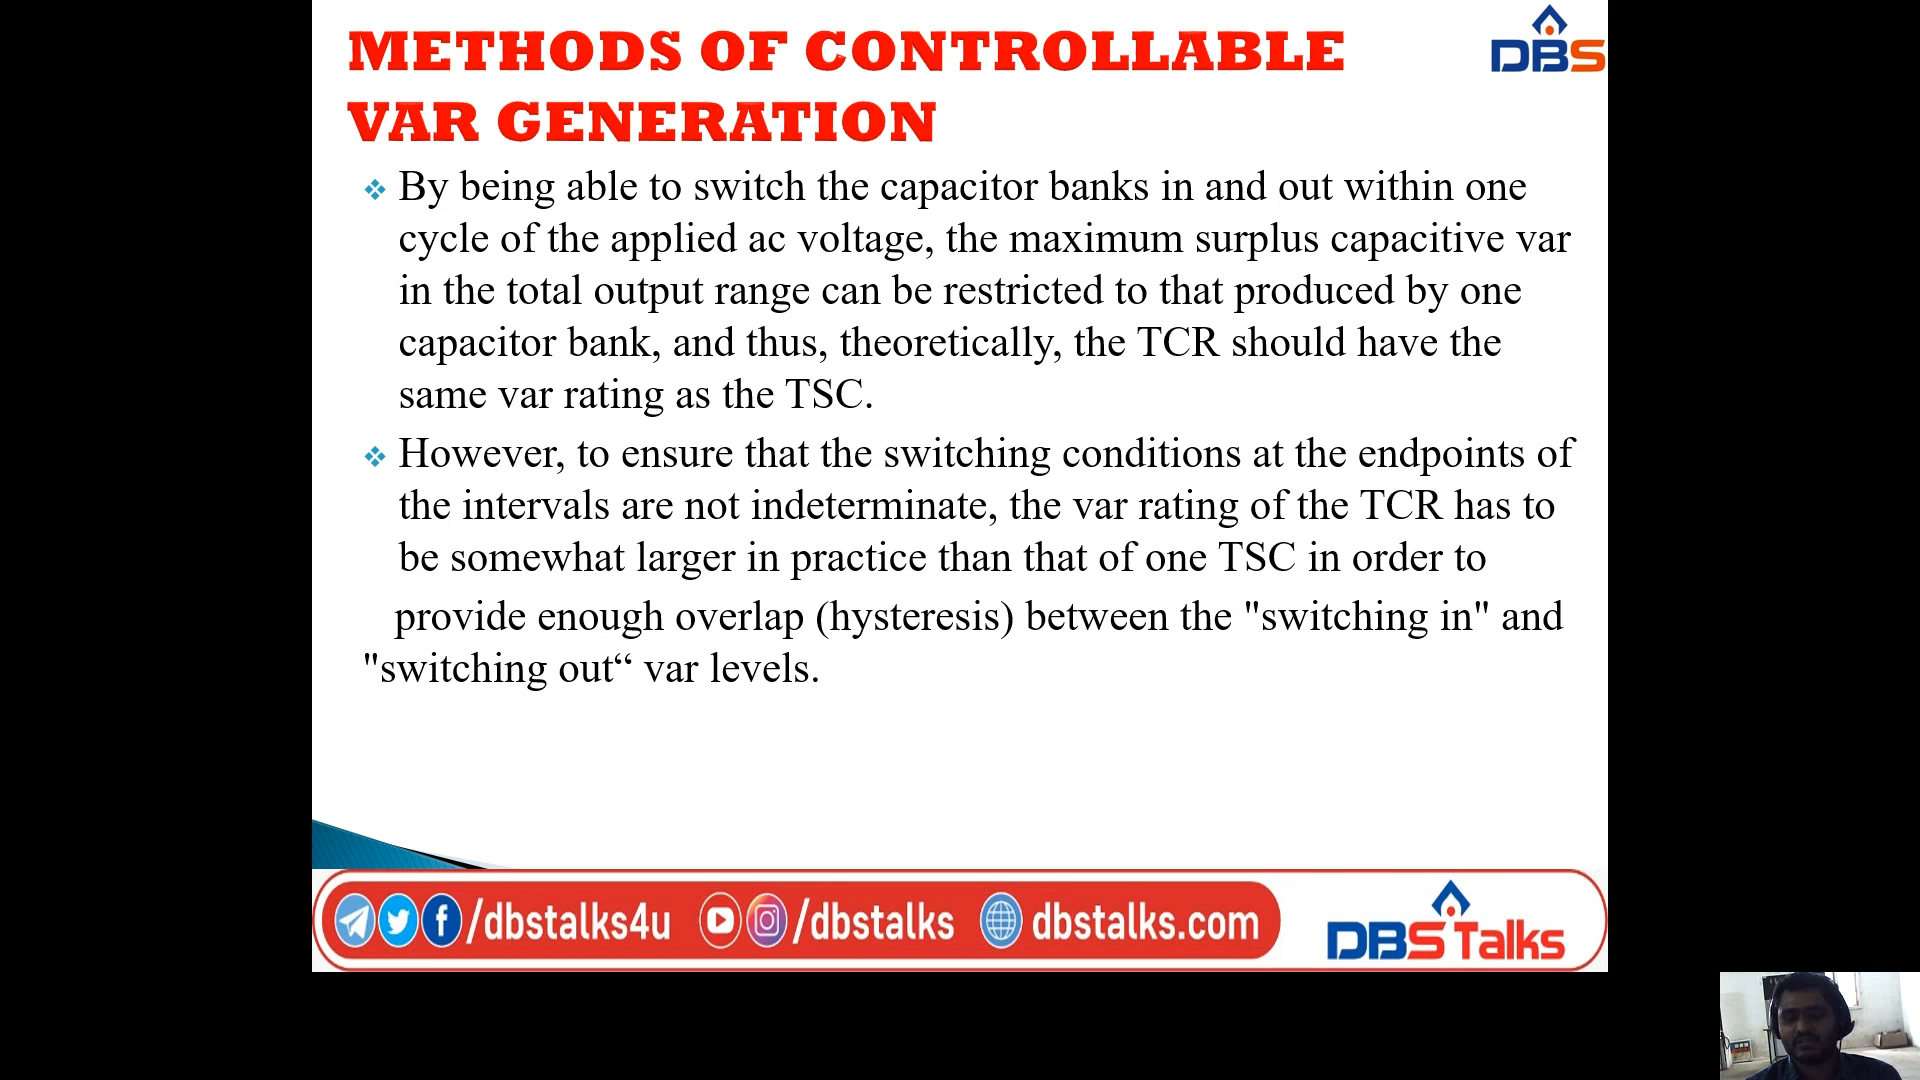 METHODS OF CONTROLLABLE
VAR GENERATION
DBS
By being able to switch the capacitor banks in and out within one
cycle of the applied ac voltage, the maximum surplus capacitive var
in the total output range can be restricted to that produced by one
capacitor bank, and thus, theoretically, the TCR should have the
same var rating as the TSC.
However, to ensure that the switching conditions at the endpoints of
the intervals are not indeterminate, the var rating of the TCR has to
be somewhat larger in practice than that of one TSC in order to
provide enough overlap (hysteresis) between the "switching in" and
"switching out“ var levels.
/dbstalks4u /dbstalks dbstalks.com
DBS Talks